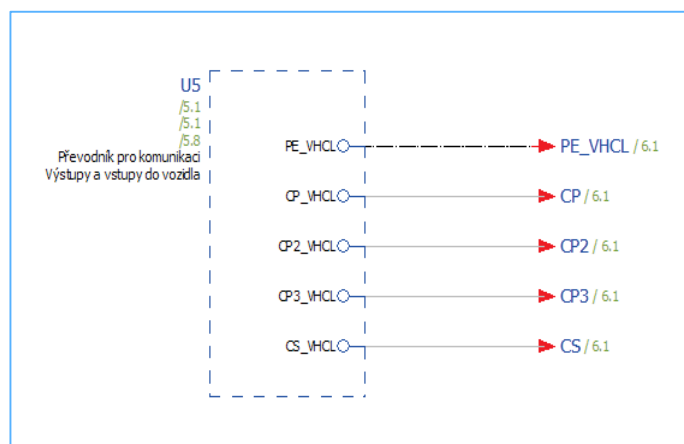 U5
/5.1
/5.1
/5.8
Převodník pro komunikaci
Výstupy a vstupy do vozidla
PE_VHCL PE_VHCL / 6.1
CP_VHCL CP / 6.1
CP2_VHCL CP2 / 6.1
CP3_VHCL CP3 / 6.1
CS_VHCL CS / 6.1